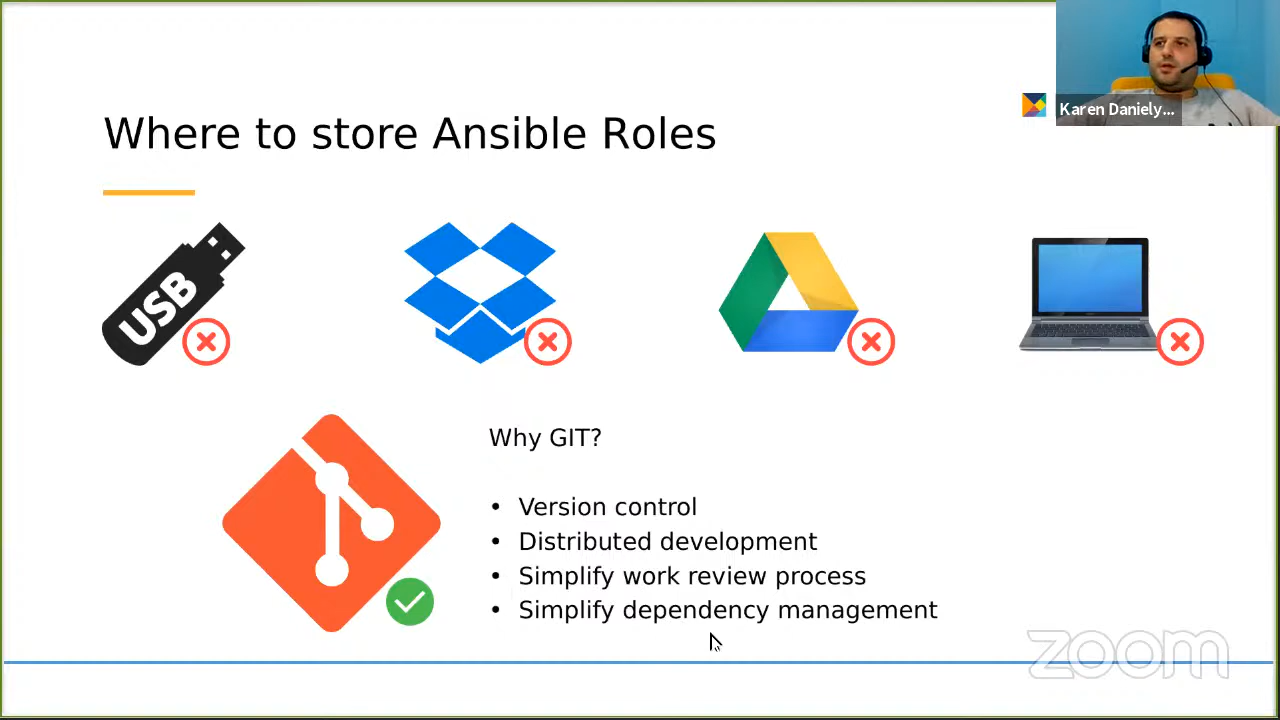 Karen Daniely...
Where to store Ansible Roles
USB
Why GIT?
• Version control
• Distributed development
• Simplify work review process
• Simplify dependency management
zoom